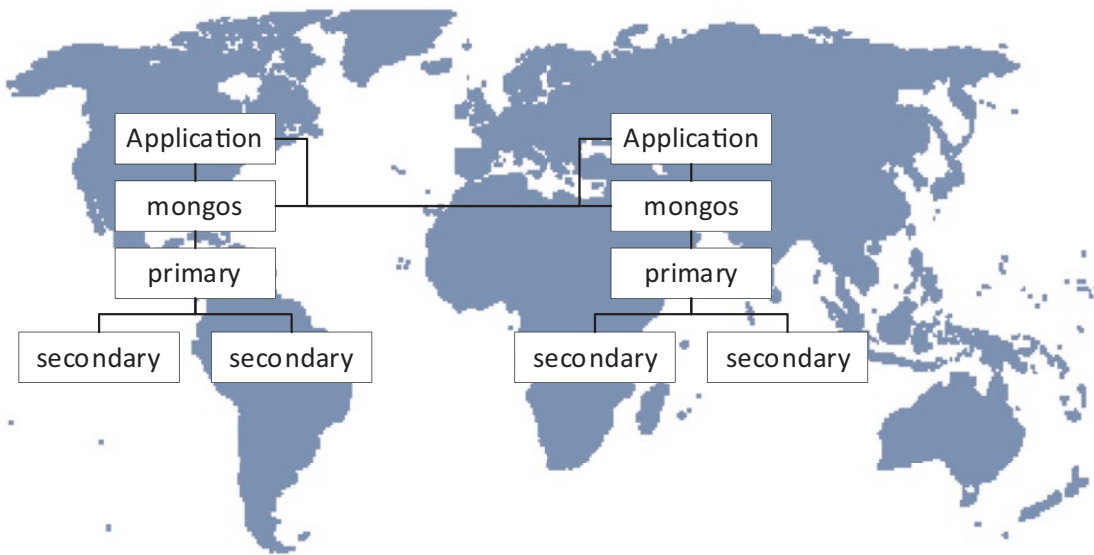 Application
mongos
primary
secondary
secondary
Application
mongos
primary
secondary
secondary